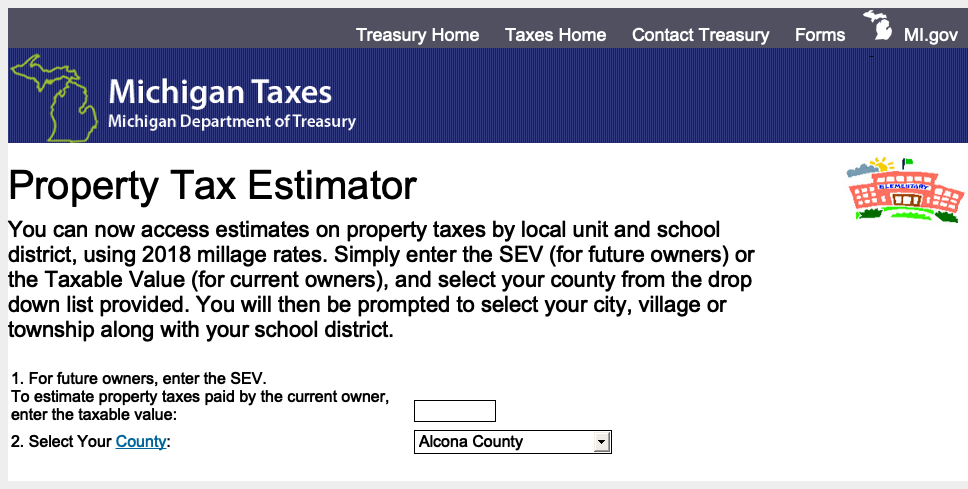 Treasury Home Taxes Home Contact Treasury Forms MI.gov
Michigan Taxes
Michigan Department of Treasury
ELEMENTARY
Property Tax Estimator
You can now access estimates on property taxes by local unit and school
district, using 2018 millage rates. Simply enter the SEV (for future owners) or
the Taxable Value (for current owners), and select your county from the drop
down list provided. You will then be prompted to select your city, village or
township along with your school district.
1. For future owners, enter the SEV.
To estimate property taxes paid by the current owner,
enter the taxable value:
2. Select Your County: Alcona County